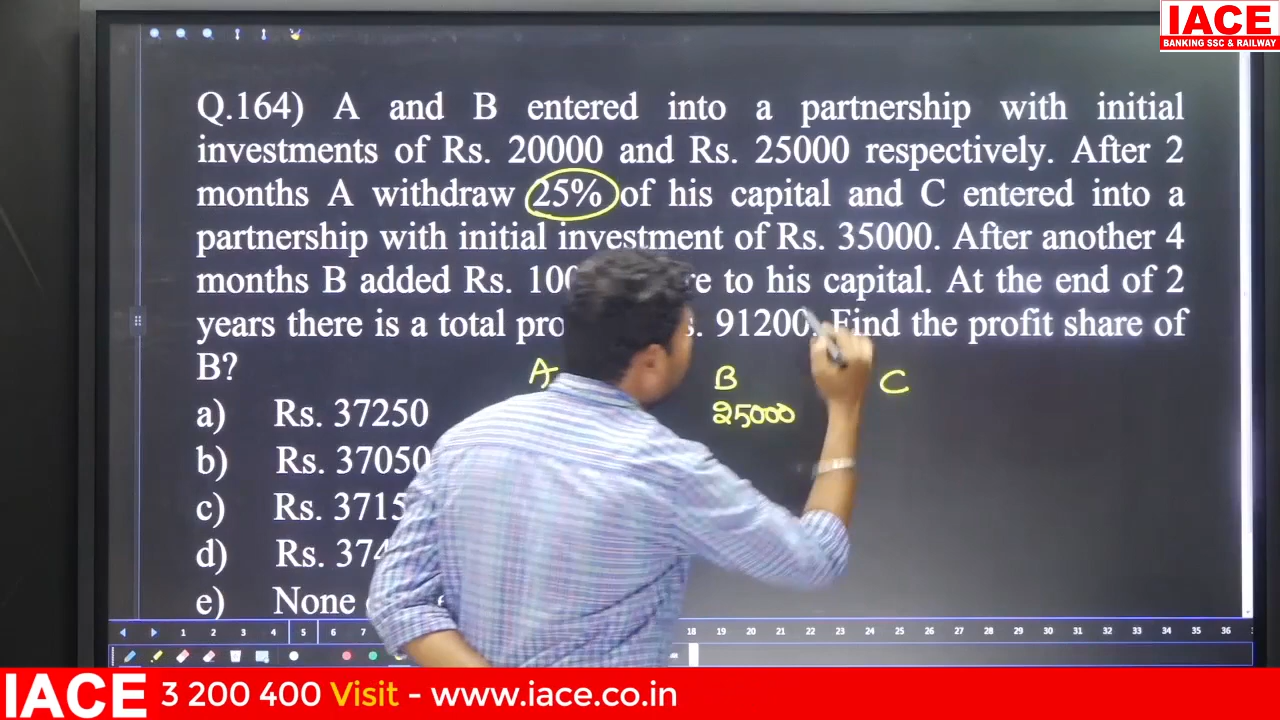 IACE
BANKING SSC & RAILWAY
Q.164) A and B entered into a partnership with initial
investments of Rs. 20000 and Rs. 25000 respectively. After 2
months A withdraw 25% of his capital and C entered into a
partnership with initial investment of Rs. 35000. After another 4
months B added Rs. to his capital. At the end of 2
years there is a total 91200. Find the profit share of
B?
A B C
25000
a) Rs. 37250
b) Rs. 37050
c) Rs.
d) Rs.
e) None
1 2 3 4 5 6 7 18 19 20 21 22 23 24 25 26 27 28 29 30 31 32 33 34 35 36
IACE 3 200 400 Visit - www.iace.co.in